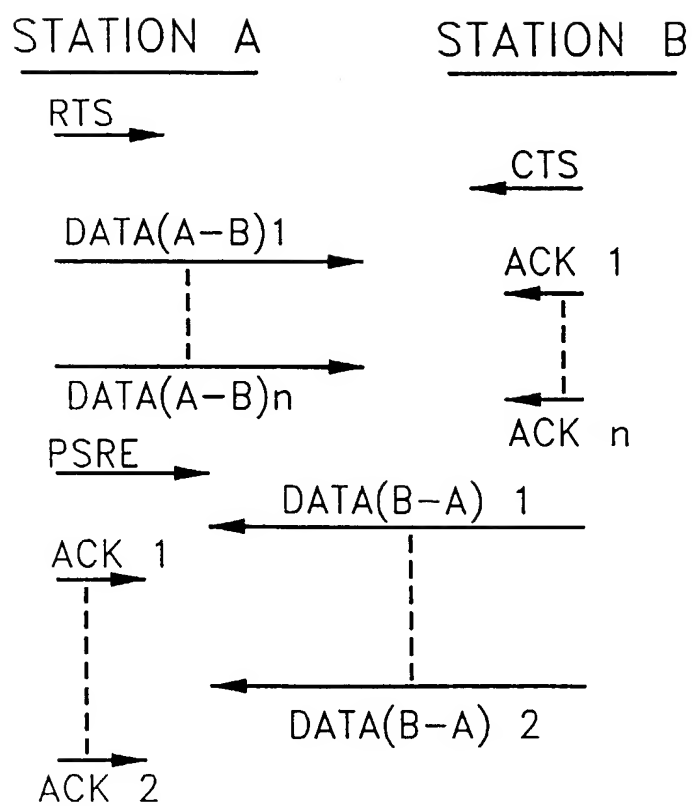 STATION A
STATION B
RTS
CTS
DATA(A-B)1
ACK 1
DATA(A-B)n
ACK n
PSRE
DATA(B-A) 1
ACK 1
DATA(B-A) 2
ACK 2